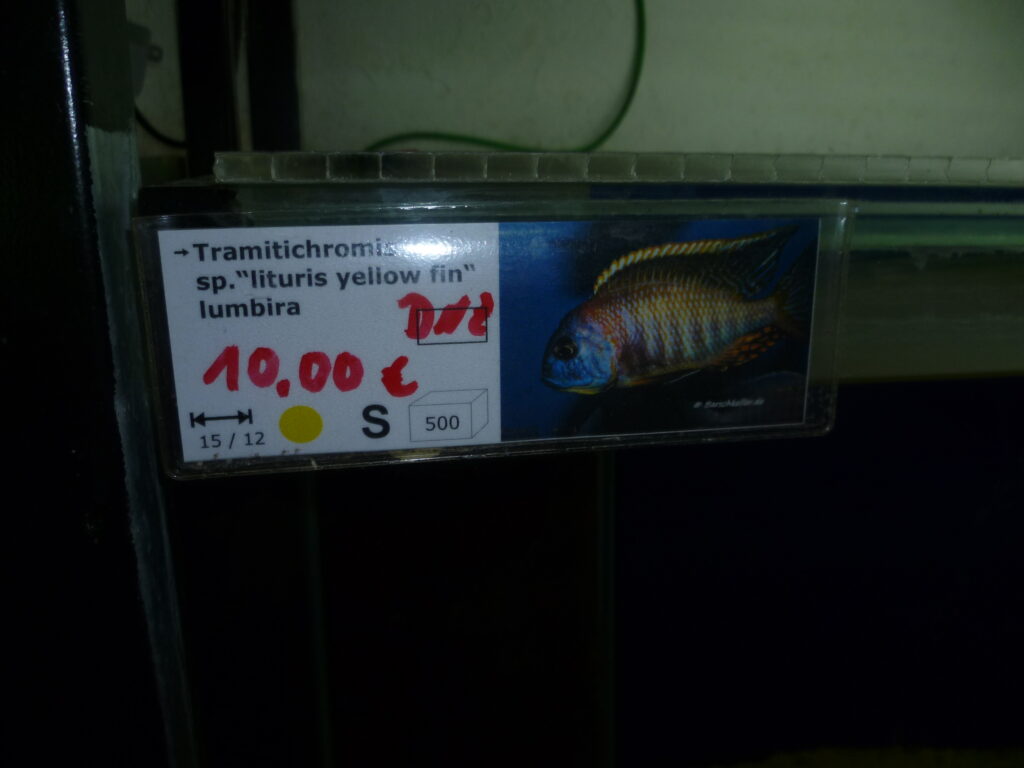 →Tramitichromis
sp."lituris yellow fin"
lumbira
10,00 €
15 / 12
S
500